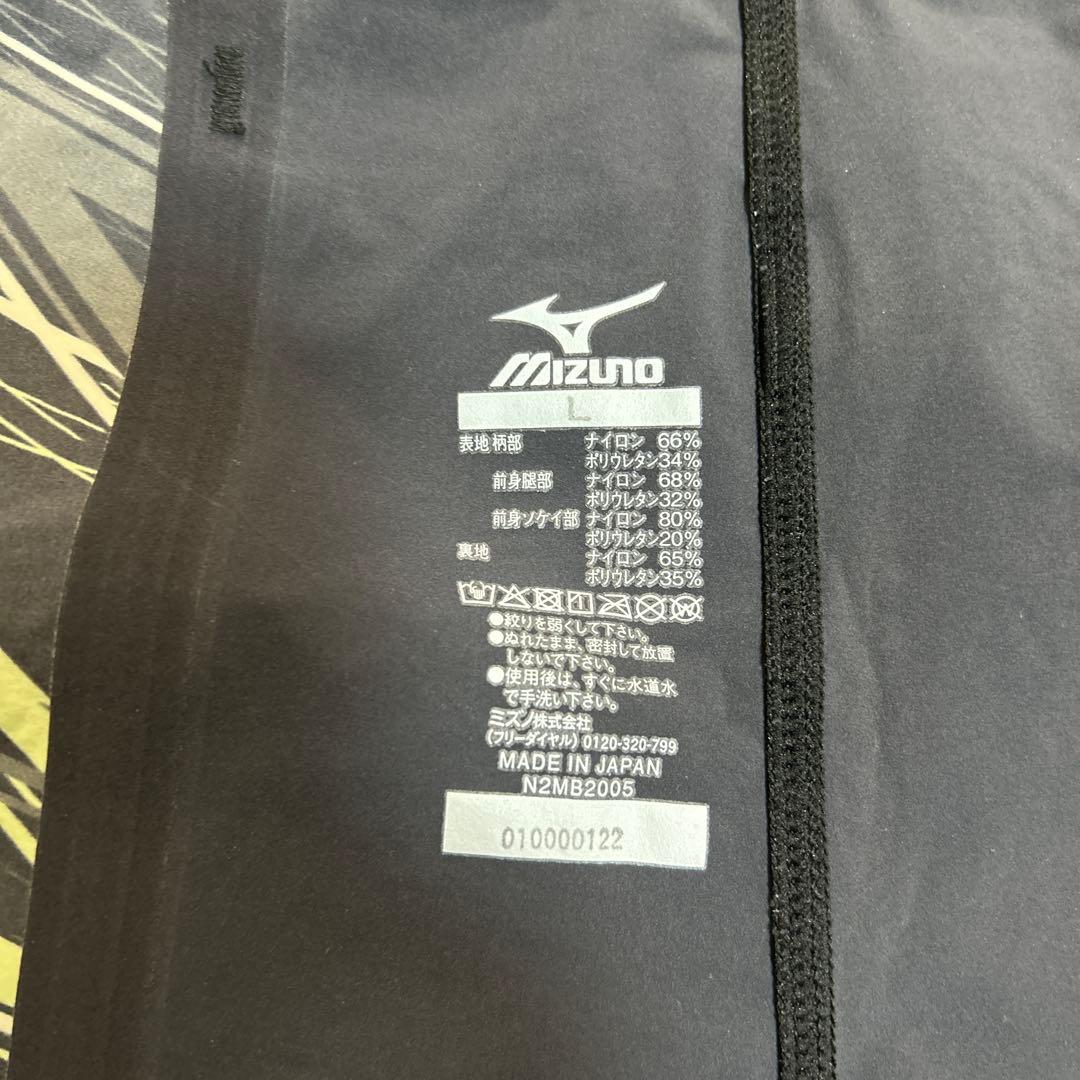 MIZUNO
L
表地 柄部 ナイロン 66%
ポリウレタン34%
前身腿部 ナイロン 68%
ポリウレタン32%
前身ソケイ部 ナイロン 80%
ポリウレタン20%
裏地 ナイロン 65%
ポリウレタン35%
●絞りを弱くして下さい。
●ぬれたまま、密封して放置
しないで下さい。
●使用後は、すぐに水道水
で手洗い下さい。
ミズノ株式会社
(フリーダイヤル) 0120-320-799
MADE IN JAPAN
N2MB2005
010000122